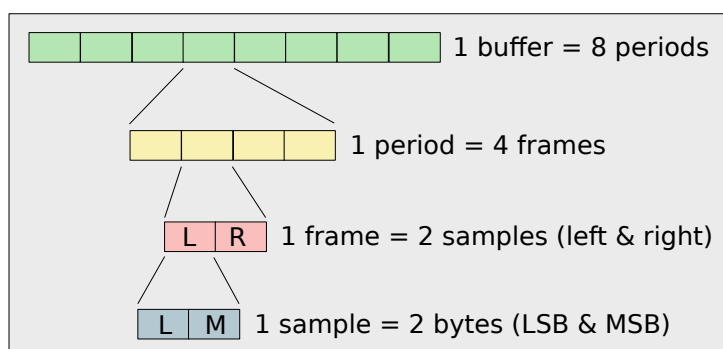 1 buffer = 8 periods
1 period = 4 frames
L R 1 frame = 2 samples (left & right)
L M 1 sample = 2 bytes (LSB & MSB)